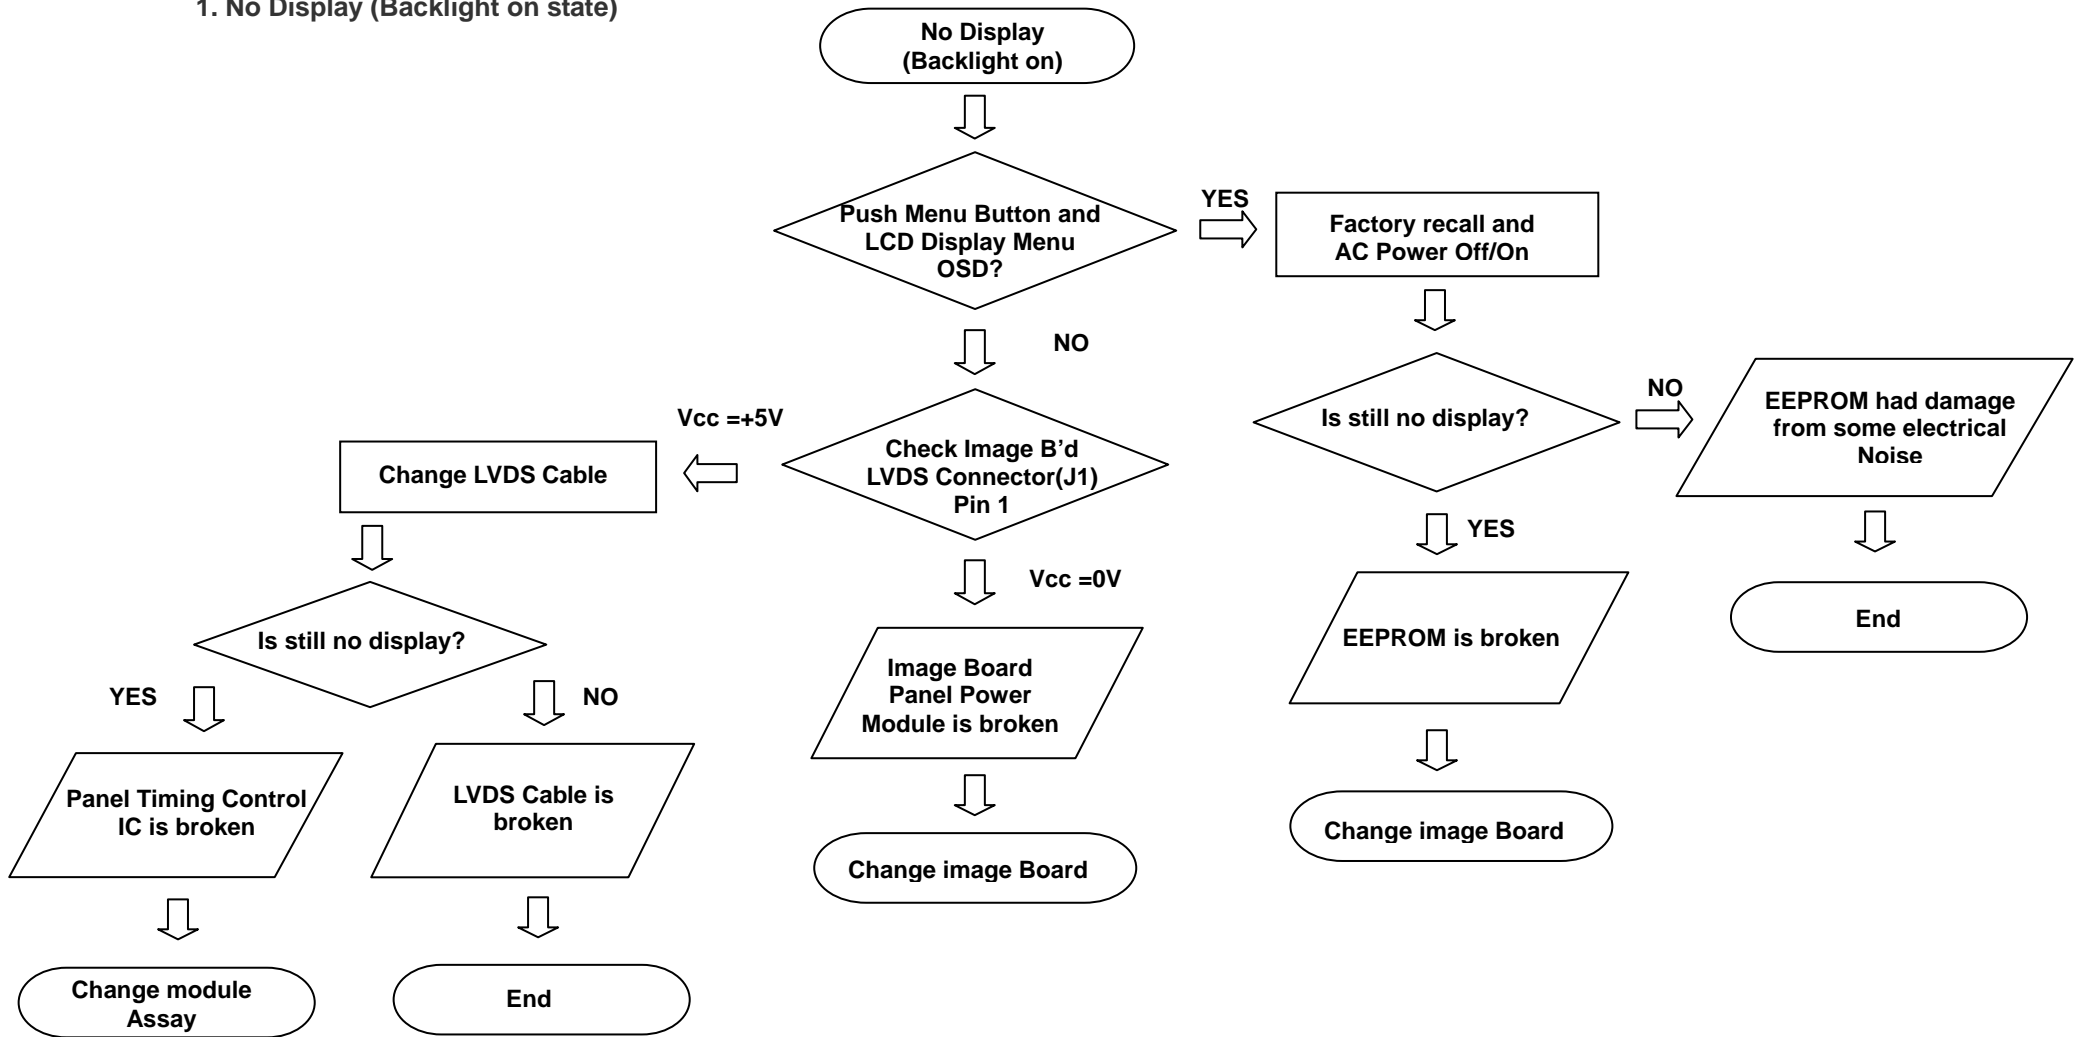 1. No Display (Backlight on state)
No Display
(Backlight on)
Push Menu Button and
LCD Display Menu
OSD?
YES
Factory recall and
AC Power Off/On
NO
Is still no display?
NO
EEPROM had damage
from some electrical
Noise
Vcc =+5V
Check Image B’d
LVDS Connector(J1)
Pin 1
Change LVDS Cable
YES
Vcc =0V
EEPROM is broken
End
Is still no display?
Image Board
Panel Power
Module is broken
YES
NO
Panel Timing Control
IC is broken
LVDS Cable is
broken
Change image Board
Change image Board
Change module
Assay
End